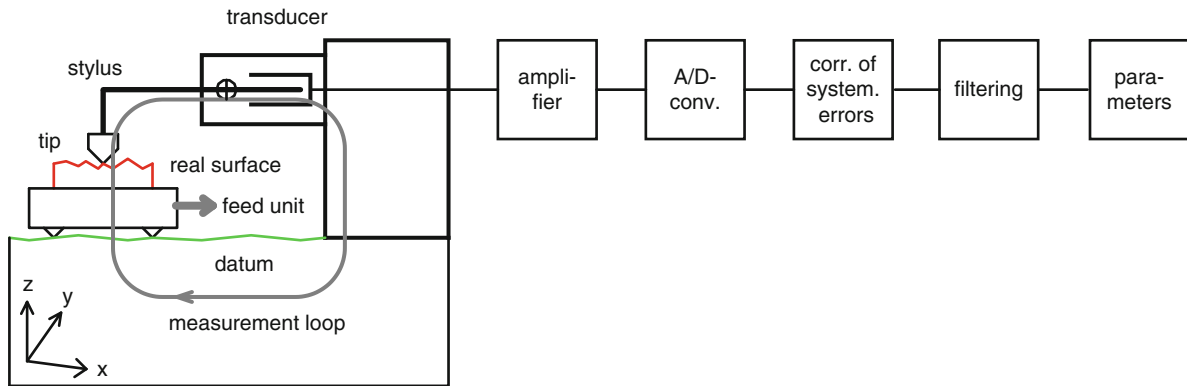 transducer
stylus
tip
real surface
feed unit
datum
measurement loop
z
y
x
ampli-
fier
A/D-
conv.
corr. of
system.
errors
filtering
para-
meters